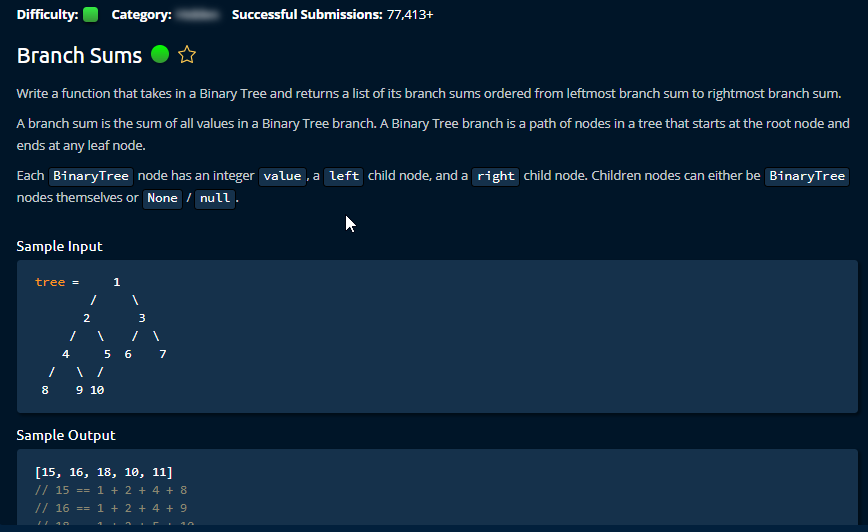 Difficulty: Category: Successful Submissions: 77,413+
Branch Sums
Write a function that takes in a Binary Tree and returns a list of its branch sums ordered from leftmost branch sum to rightmost branch sum.
A branch sum is the sum of all values in a Binary Tree branch. A Binary Tree branch is a path of nodes in a tree that starts at the root node and
ends at any leaf node.
Each BinaryTree node has an integer value, a left child node, and a right child node. Children nodes can either be BinaryTree
nodes themselves or None / null.
Sample Input
tree = 1
/ \
2 3
/ \ / \
4 5 6 7
/ \ /
8 9 10
Sample Output
[15, 16, 18, 10, 11]
// 15 == 1 + 2 + 4 + 8
// 16 == 1 + 2 + 4 + 9
// 18 == 1 + 2 + 5 + 10